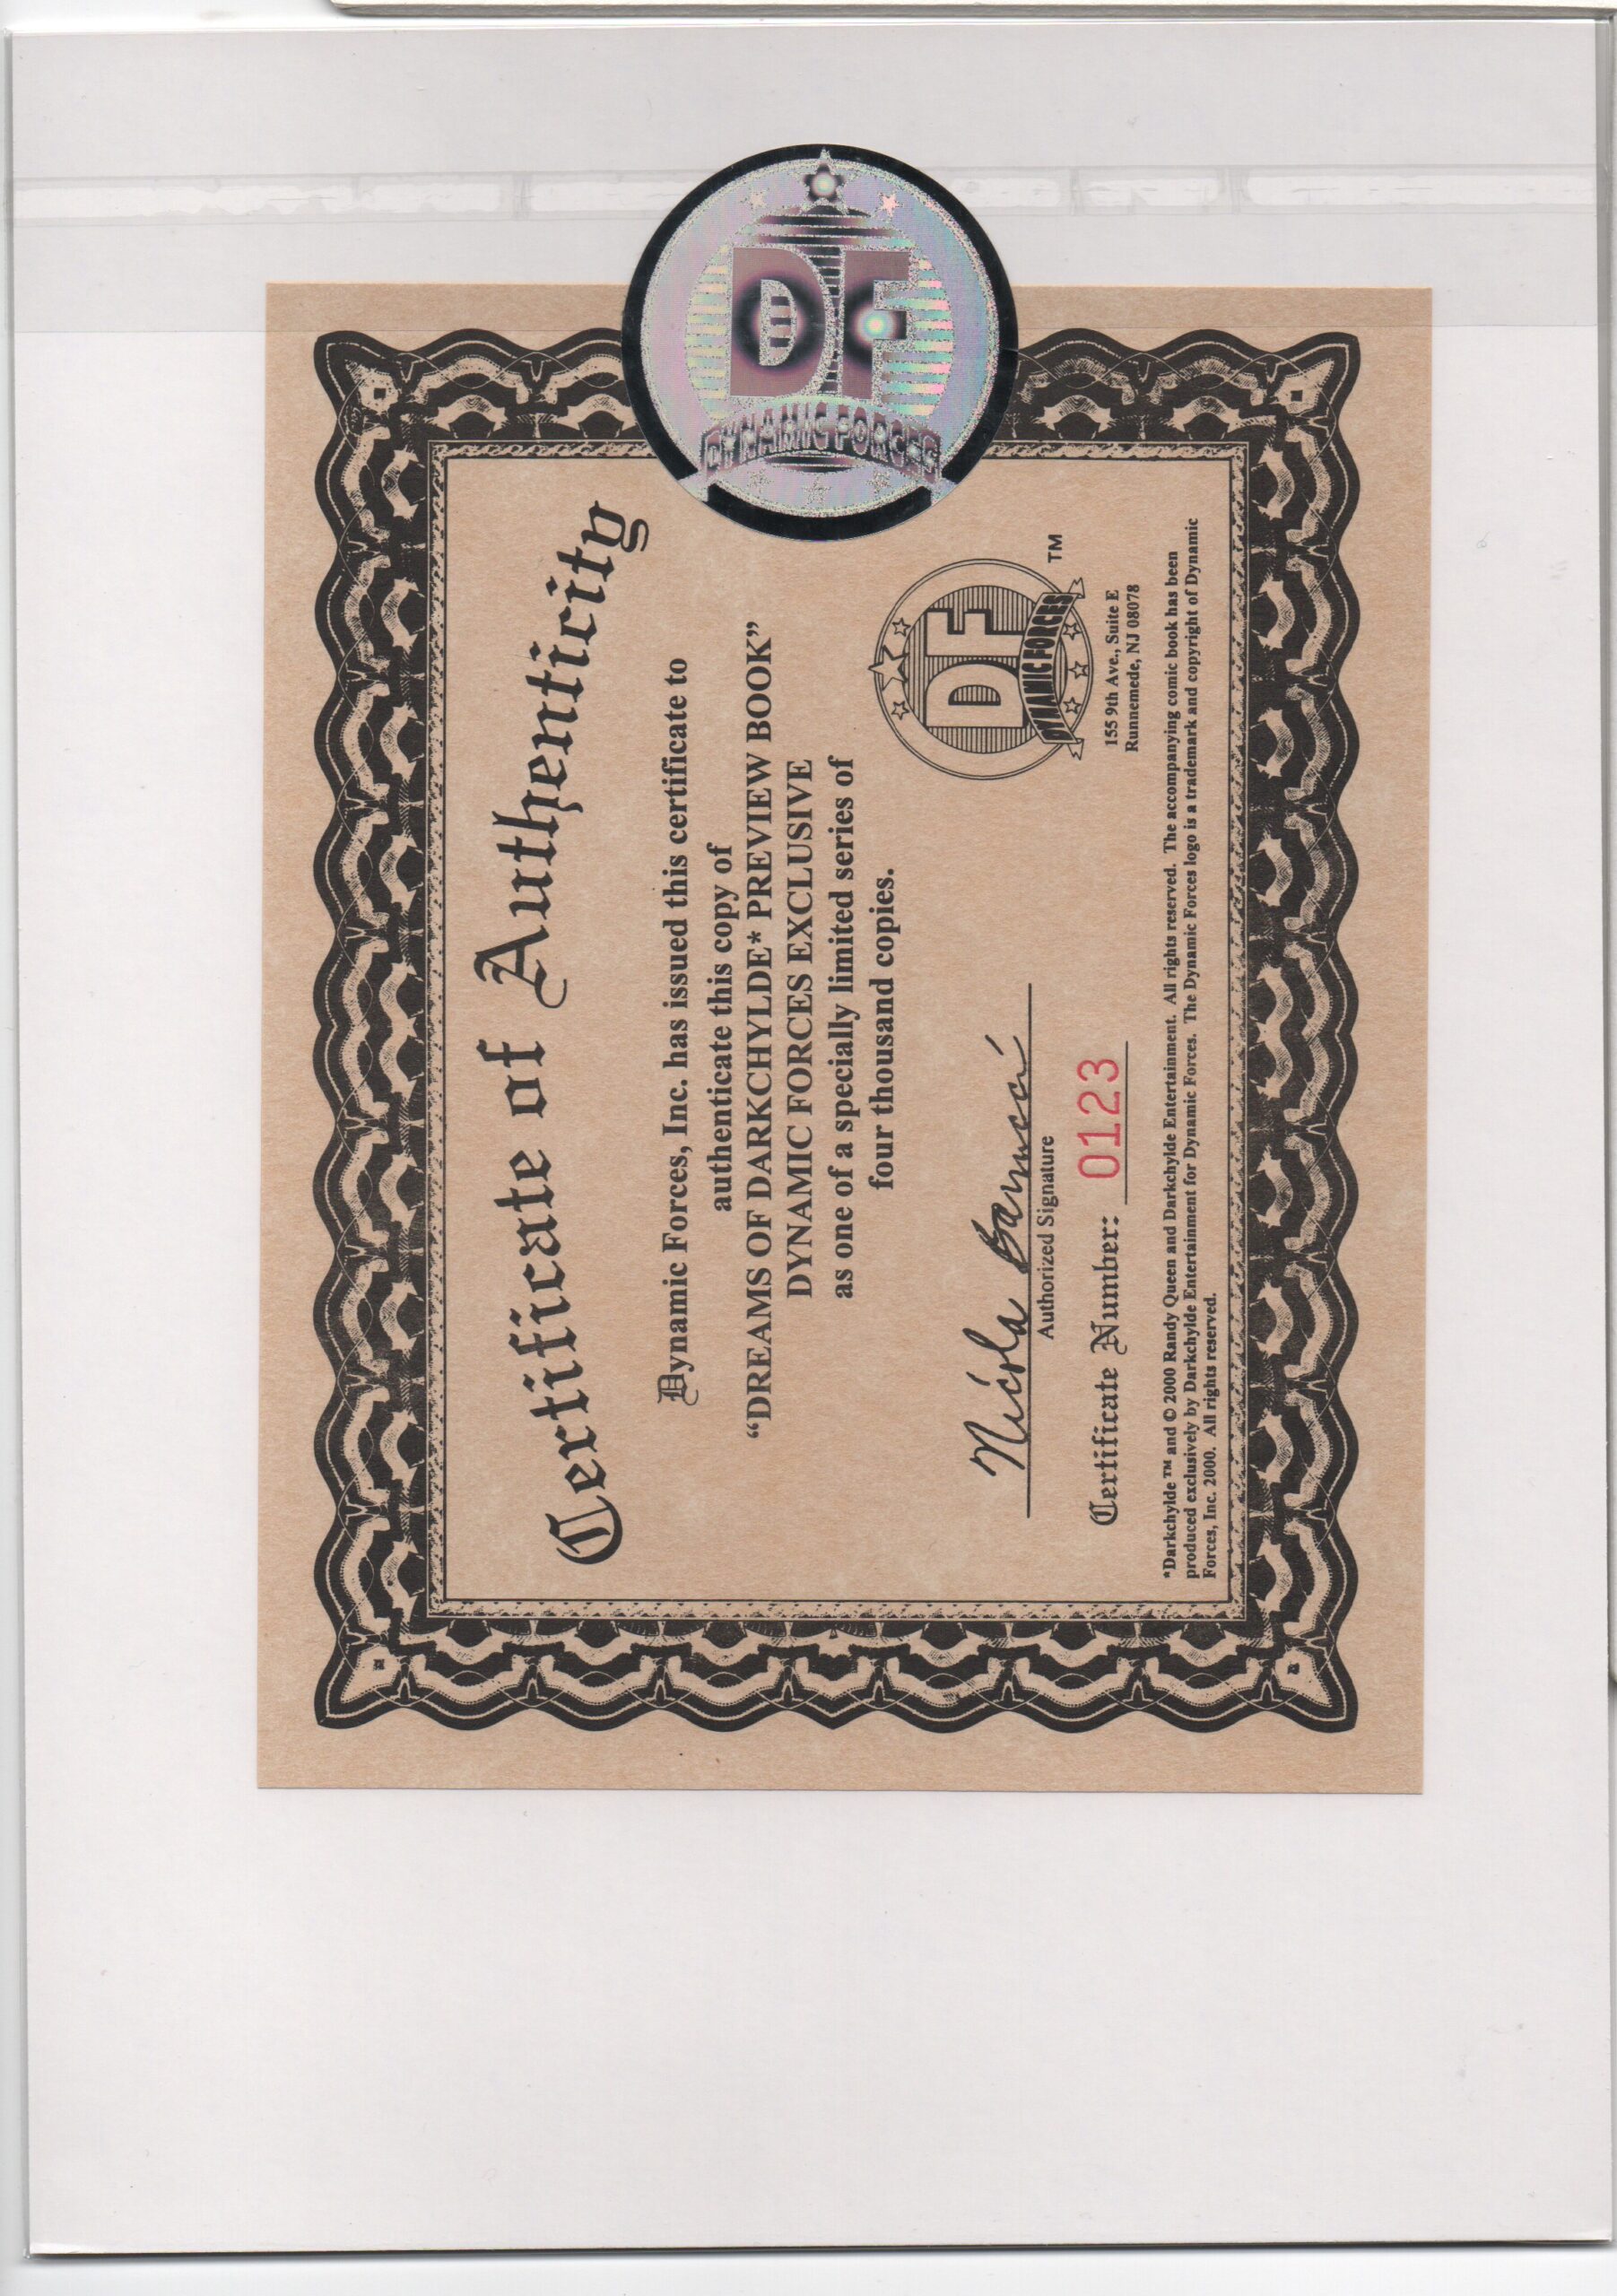 DF
DYNAMIC FORCES
Certificate of Authenticity
Dynamic Forces, Inc. has issued this certificate to
authenticate this copy of
“DREAMS OF DARKCHYLDE* PREVIEW BOOK”
DYNAMIC FORCES EXCLUSIVE
as one of a specially limited series of
four thousand copies.
Nicola
Authorized Signature
Certificate Number: 0123
DF
DYNAMIC FORCES
TM
155 9th Ave., Suite E
Runnemede, NJ 08078
*Darkchylde ™ and © 2000 Randy Queen and Darkchylde Entertainment. All rights reserved. The accompanying comic book has been
produced exclusively by Darkchylde Entertainment for Dynamic Forces. The Dynamic Forces logo is a trademark and copyright of Dynamic
Forces, Inc. 2000. All rights reserved.